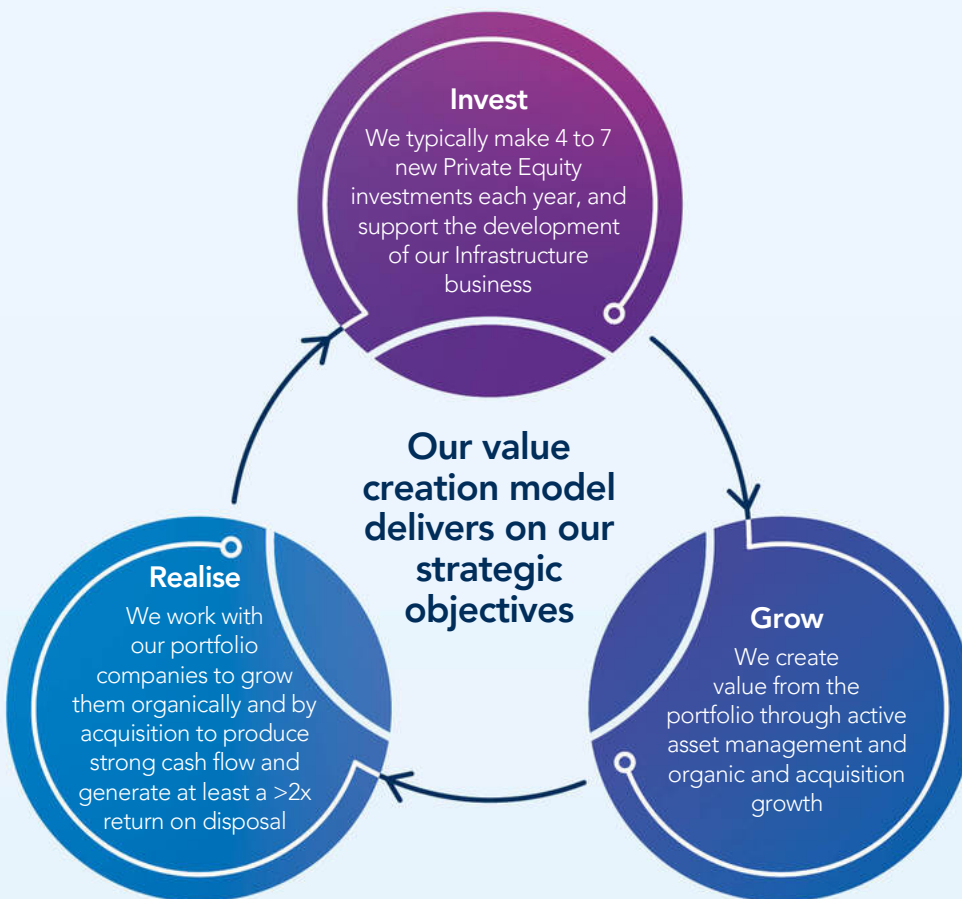 Invest
We typically make 4 to 7
new Private Equity
investments each year, and
support the development
of our Infrastructure
business
Our value
creation model
delivers on our
strategic
objectives
Realise
We work with
our portfolio
companies to grow
them organically and by
acquisition to produce
strong cash flow and
generate at least a >2x
return on disposal
Grow
We create
value from the
portfolio through active
asset management and
organic and acquisition
growth